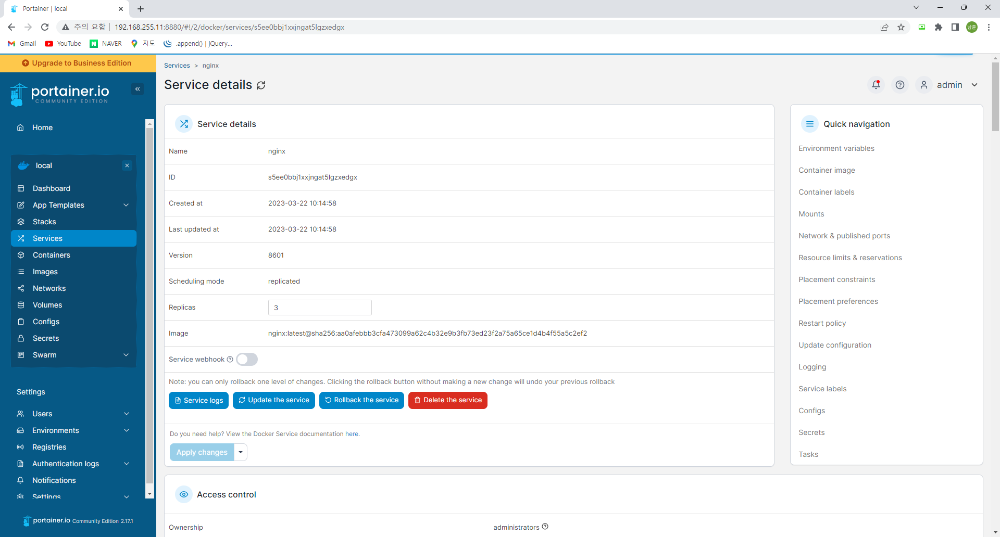 Portainer | local
주의 요함
192.168.255.11:8880/#!/2/docker/services/s5ee0bbj1xxjngat5lgzxedgx
남훈
Gmail
YouTube
NAVER
지도
.append() | jQuery...
Upgrade to Business Edition
portainer.io
COMMUNITY EDITION
Home
local
Dashboard
App Templates
Stacks
Services
Containers
Images
Networks
Volumes
Configs
Secrets
Swarm
Settings
Users
Environments
Registries
Authentication logs
Notifications
Settings
portainer.io Community Edition 2.17.1
Services > nginx
Service details
admin
Service details
Name nginx
ID s5ee0bbj1xxjngat5lgzxedgx
Created at 2023-03-22 10:14:58
Last updated at 2023-03-22 10:14:58
Version 8601
Scheduling mode replicated
Replicas 3
Image nginx:latest@sha256:aa0afebbb3cfa473099a62c4b32e9b3fb73ed23f2a75a65ce1d4b4f55a5c2ef2
Service webhook
Note: you can only rollback one level of changes. Clicking the rollback button without making a new change will undo your previous rollback
Service logs Update the service Rollback the service Delete the service
Do you need help? View the Docker Service documentation here.
Apply changes
Quick navigation
Environment variables
Container image
Container labels
Mounts
Network & published ports
Resource limits & reservations
Placement constraints
Placement preferences
Restart policy
Update configuration
Logging
Service labels
Configs
Secrets
Tasks
Access control
Ownership administrators